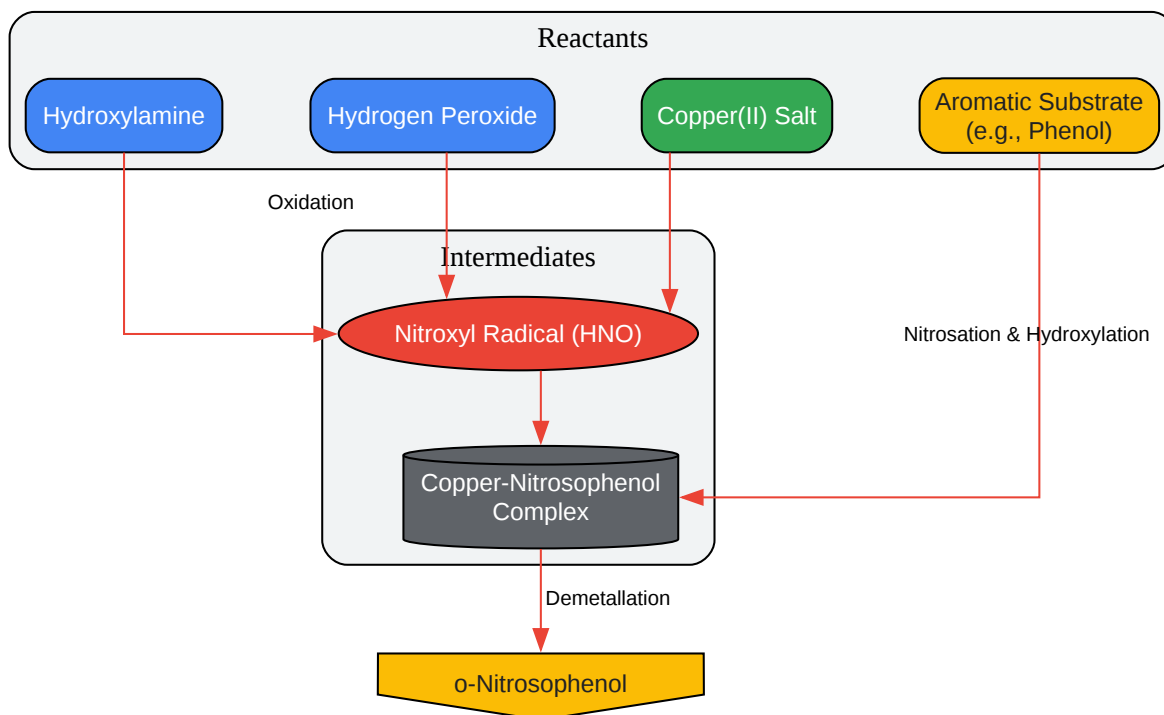 Reactants
Hydroxylamine
Hydrogen Peroxide
Copper(II) Salt
Aromatic Substrate
(e.g., Phenol)
Oxidation
Intermediates
Nitroxyl Radical (HNO)
Nitrosation & Hydroxylation
Copper-Nitrosophenol
Complex
Demetallation
o-Nitrosophenol